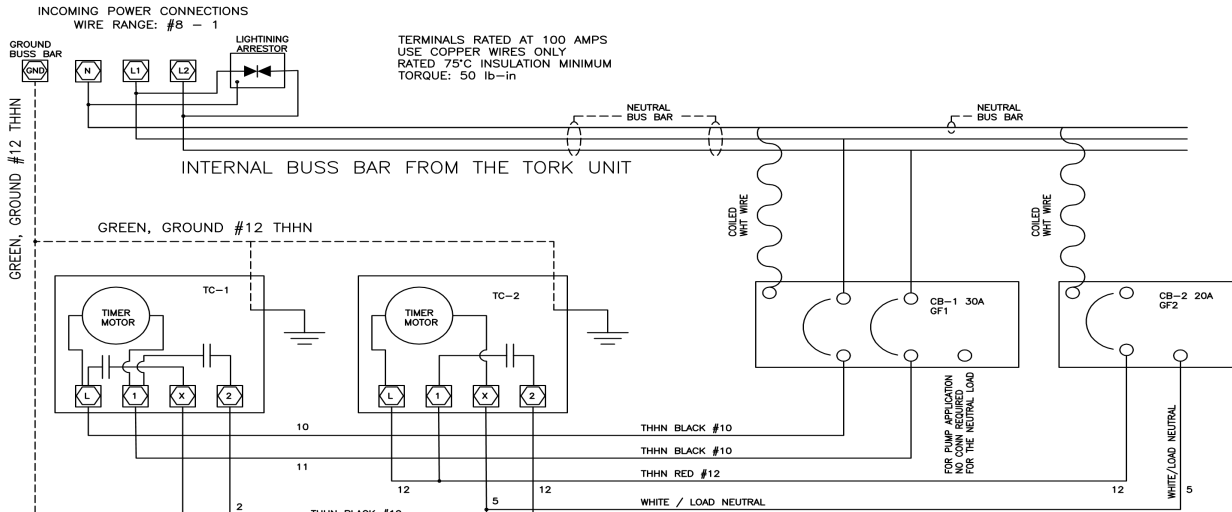 INCOMING POWER CONNECTIONS
WIRE RANGE: #8 - 1
GROUND
BUSS BAR
LIGHTINING
ARRESTOR
TERMINALS RATED AT 100 AMPS
USE COPPER WIRES ONLY
RATED 75°C INSULATION MINIMUM
TORQUE: 50 lb-in
GND
N
L1
L2
NEUTRAL
BUS BAR
NEUTRAL
BUS BAR
INTERNAL BUSS BAR FROM THE TORK UNIT
GREEN, GROUND #12 THHN
GREEN, GROUND #12 THHN
COILED
WHT WIRE
COILED
WHT WIRE
TC-1
TIMER
MOTOR
L
1
X
2
TC-2
TIMER
MOTOR
L
1
X
2
CB-1 30A
GF1
CB-2 20A
GF2
FOR PUMP APPLICATION
NO CONN REQUIRED
FOR THE NEUTRAL LOAD
WHITE/LOAD NEUTRAL
10
THHN BLACK #10
THHN BLACK #10
11
THHN RED #12
12
12
12
5
5
WHITE / LOAD NEUTRAL
2